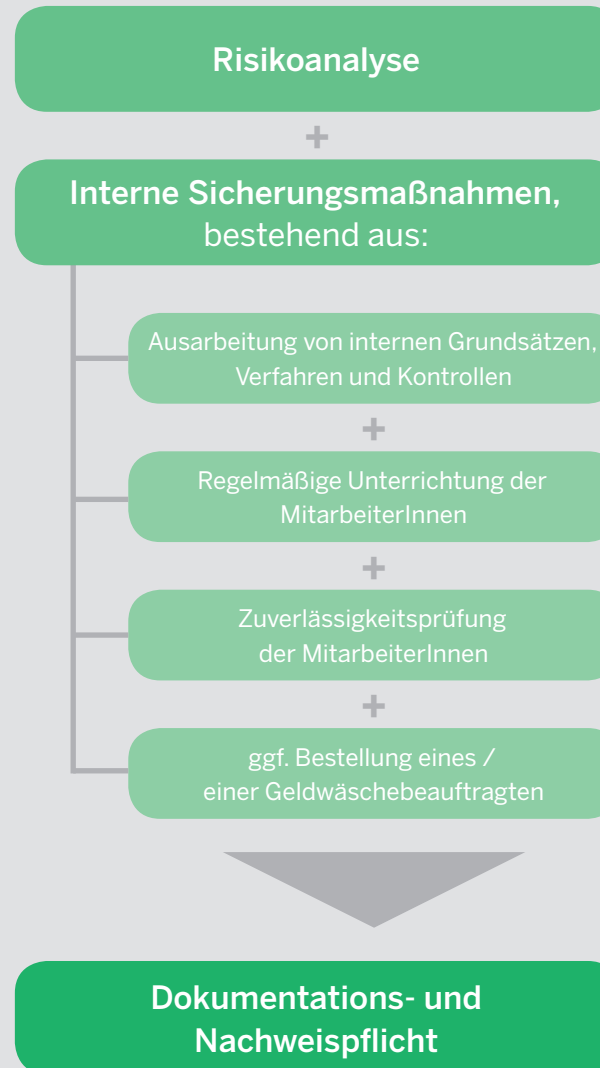 Risikoanalyse
+
Interne Sicherungsmaßnahmen,
bestehend aus:
Ausarbeitung von internen Grundsätzen,
Verfahren und Kontrollen
+
Regelmäßige Unterrichtung der
MitarbeiterInnen
+
Zuverlässigkeitsprüfung
der MitarbeiterInnen
+
ggf. Bestellung eines /
einer Geldwäschebeauftragten
Dokumentations- und
Nachweispflicht